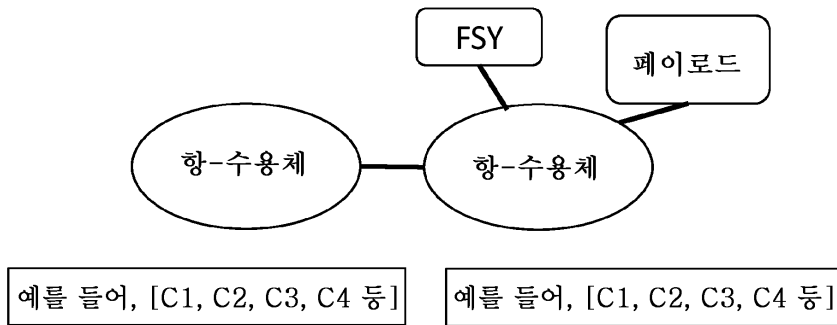 FSY
페이로드
항-수용체
항-수용체
예를 들어, [C1, C2, C3, C4 등]
예를 들어, [C1, C2, C3, C4 등]